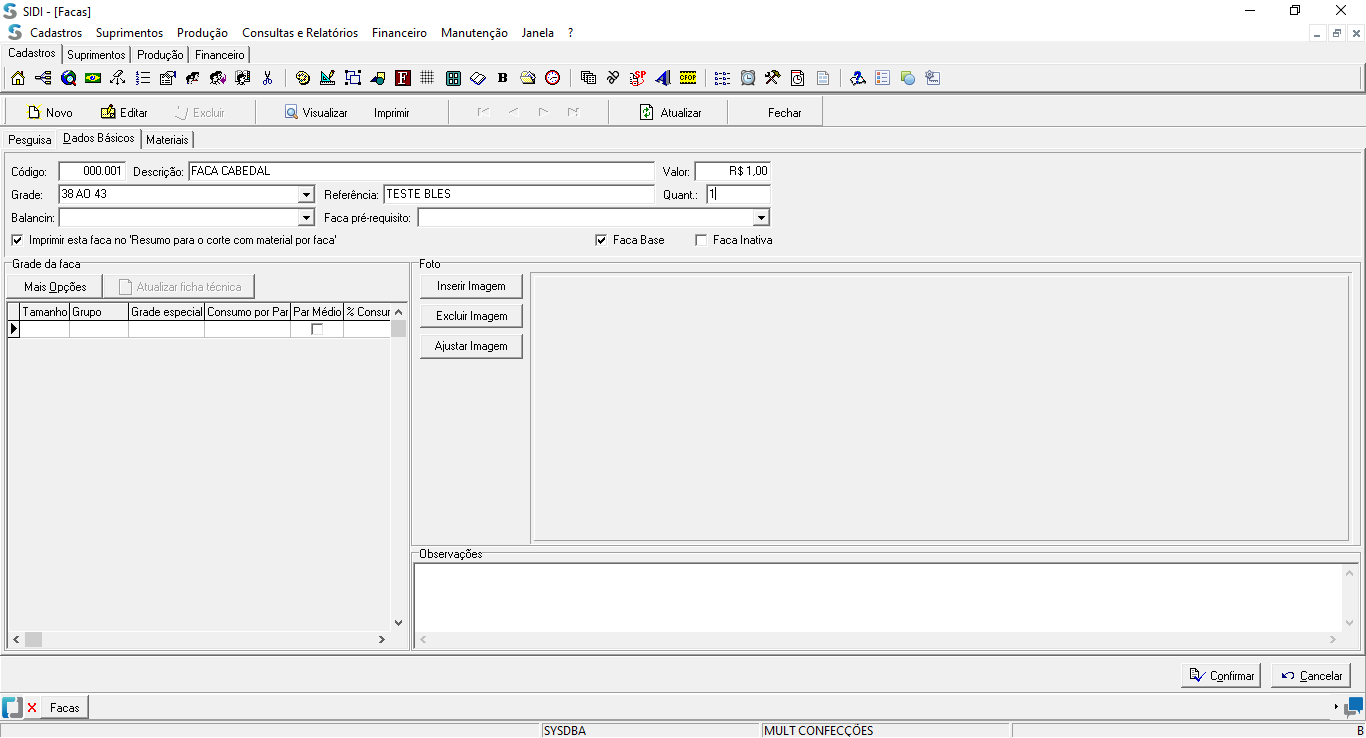 SIDI - [Facas]
Cadastros Suprimentos Produção Consultas e Relatórios Financeiro Manutenção Janela ?
Cadastros Suprimentos Produção Financeiro
F B SP CFOP
Novo Editar Excluir Visualizar Imprimir Atualizar Fechar
Pesquisa Dados Básicos Materiais
Código: 000.001 Descrição: FACA CABEDAL Valor: R$ 1,00
Grade: 38 AO 43 Referência: TESTE BLES Quant.: 1
Balancin: Faca pré-requisito:
Imprimir esta faca no 'Resumo para o corte com material por faca' Faca Base Faca Inativa
Grade da faca Foto
Mais Opções Atualizar ficha técnica Inserir Imagem
Tamanho Grupo Grade especial Consumo por Par Par Médio % Consur
Excluir Imagem
Ajustar Imagem
Observações
Confirmar Cancelar
Facas
SYSDBA MULT CONFECÇÕES B